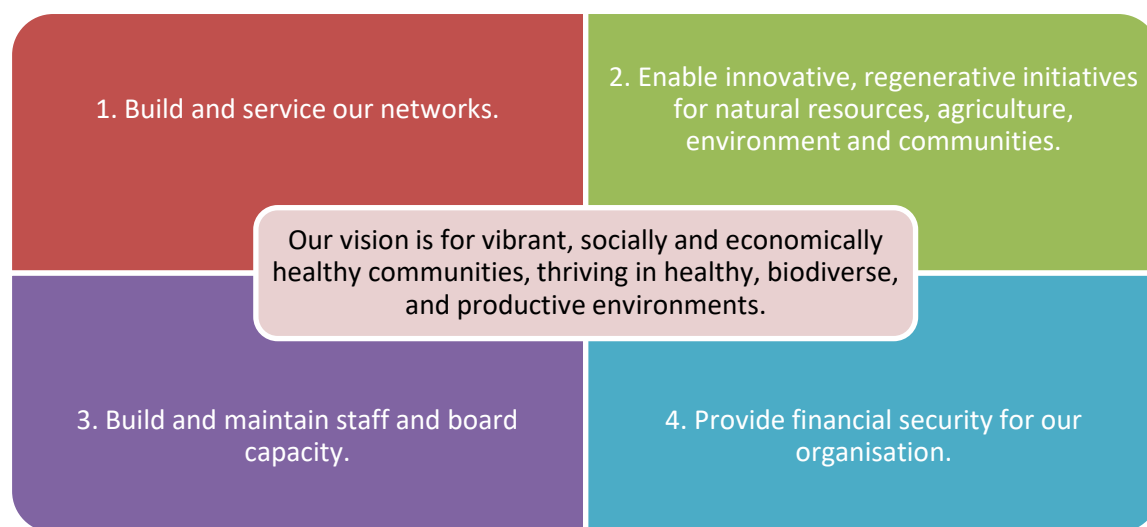 1. Build and service our networks.
2. Enable innovative, regenerative initiatives
for natural resources, agriculture,
environment and communities.
Our vision is for vibrant, socially and economically
healthy communities, thriving in healthy, biodiverse,
and productive environments.
3. Build and maintain staff and board
capacity.
4. Provide financial security for our
organisation.